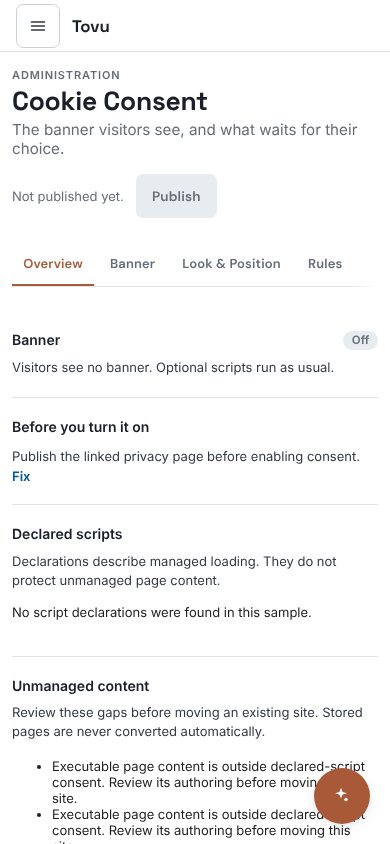 Tovu
ADMINISTRATION
Cookie Consent
The banner visitors see, and what waits for their
choice.
Not published yet.
Publish
Overview
Banner
Look & Position
Rules
Banner
Off
Visitors see no banner. Optional scripts run as usual.
Before you turn it on
Publish the linked privacy page before enabling consent.
Fix
Declared scripts
Declarations describe managed loading. They do not
protect unmanaged page content.
No script declarations were found in this sample.
Unmanaged content
Review these gaps before moving an existing site. Stored
pages are never converted automatically.
• Executable page content is outside declared-script
consent. Review its authoring before moving
site.
• Executable page content is outside
consent. Review its authoring before moving this